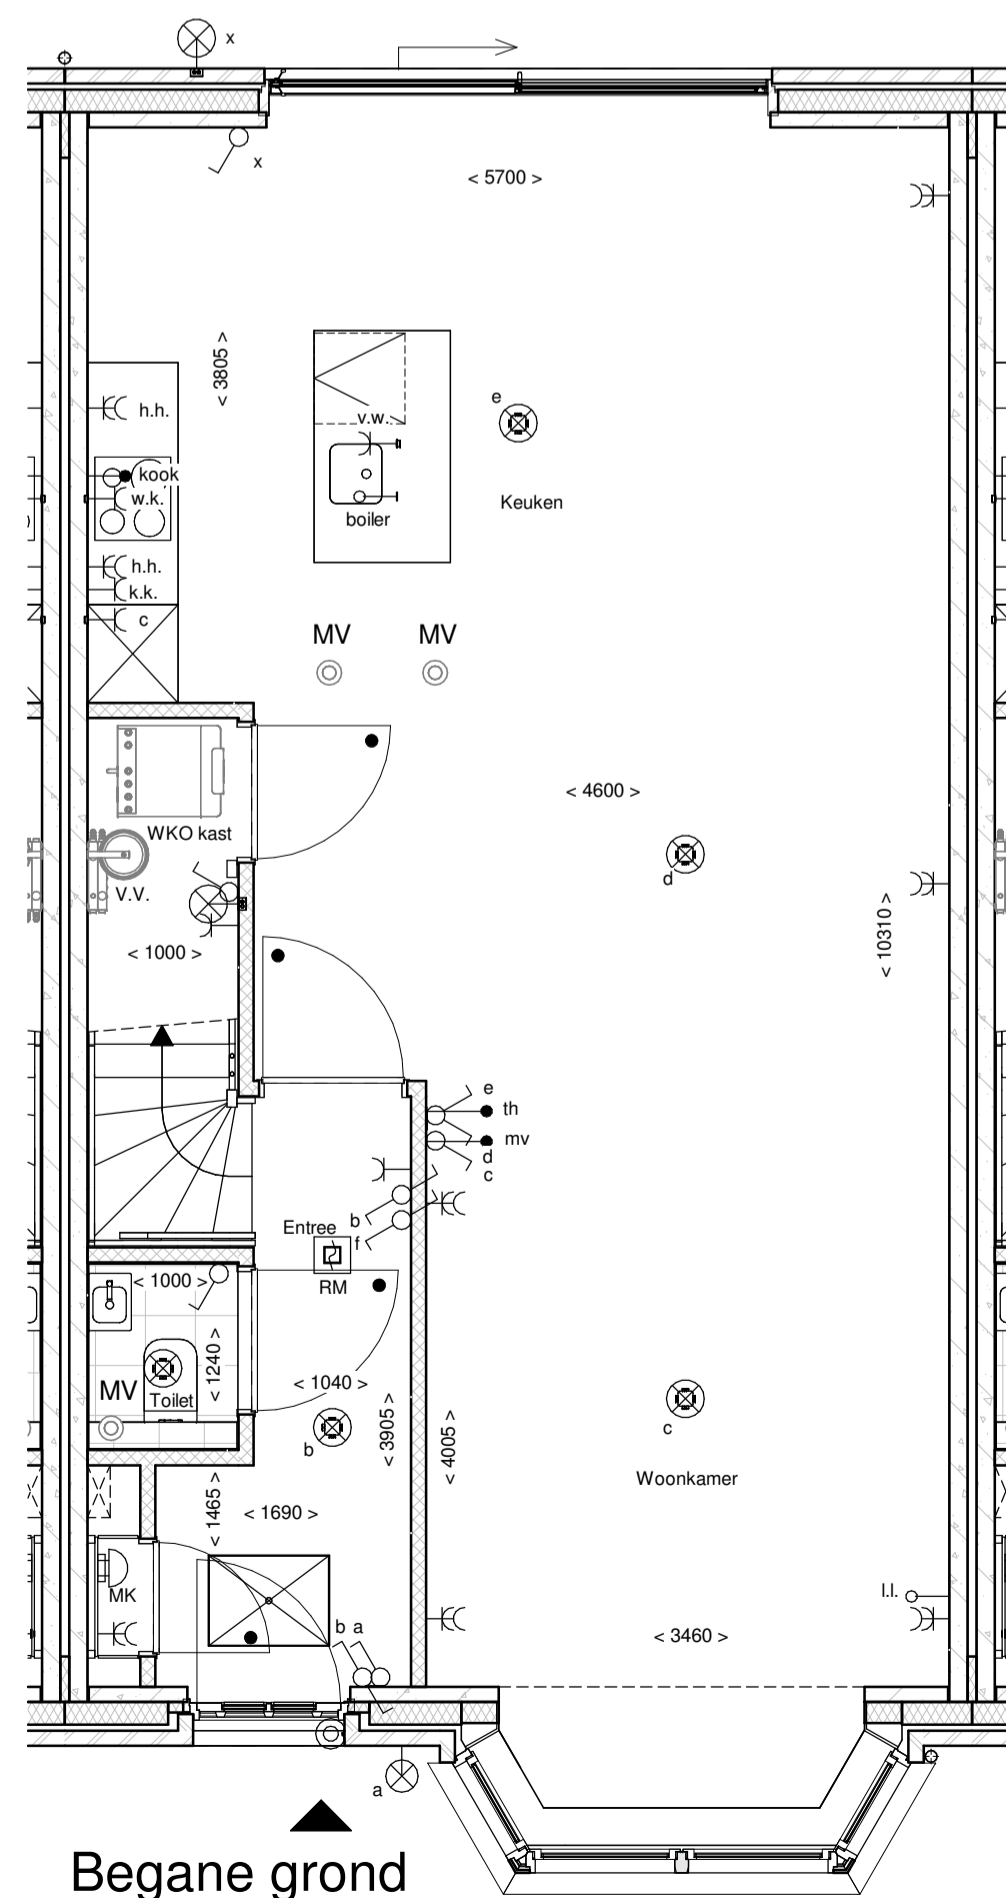 x
x
< 5700 >
< 3805 >
e
h.h.
v.w.
kook
w.k.
Keuken
boiler
h.h.
k.k.
c
MV
MV
< 4600 >
WKO kast
d
V.V.
< 10310 >
< 1000 >
e
th
mv
d
c
b
Entree
f
< 1000 >
RM
< 1240 >
< 1040 >
MV
Toilet
< 3905 >
< 4005 >
c
b
Woonkamer
< 1465 >
< 1690 >
MK
l.l.
b a
< 3460 >
a
Begane grond